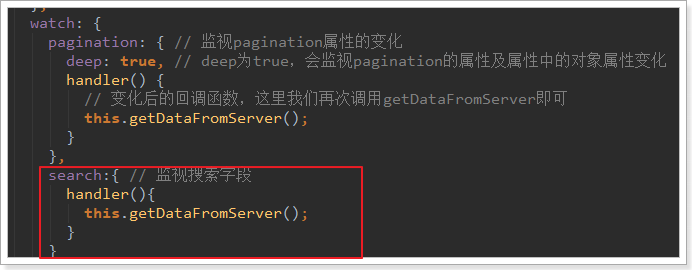 },
watch: {
pagination: { // 监视pagination属性的变化
deep: true, // deep为true，会监视pagination的属性及属性中的对象属性变化
handler() {
// 变化后的回调函数，这里我们再次调用getDataFromServer即可
this.getDataFromServer();
}
},
search:{ // 监视搜索字段
handler(){
this.getDataFromServer();
}
}